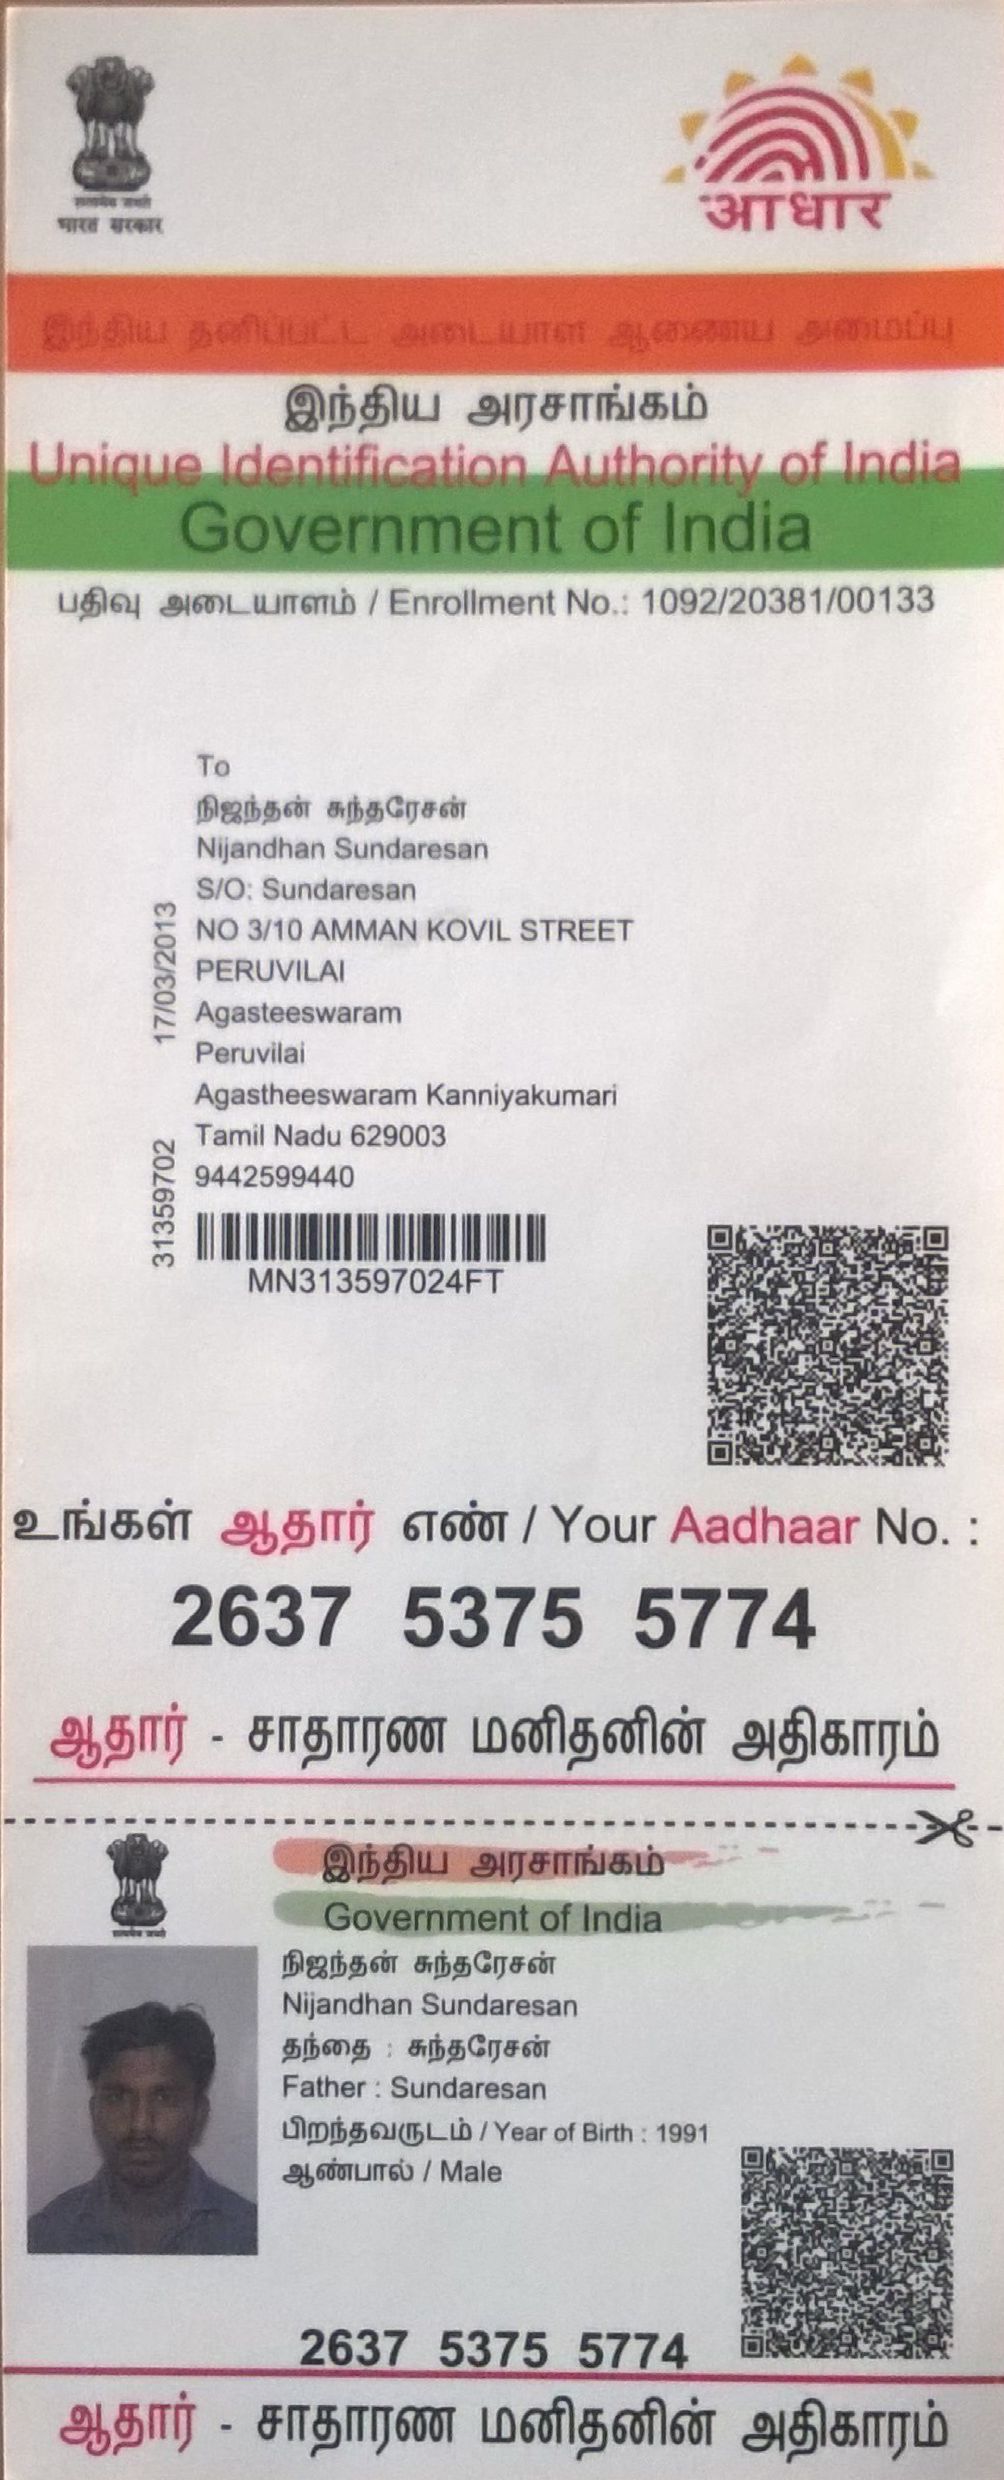 भारत सरकार
आधार
இந்திய தனிப்பட்ட அடையாள ஆணைய அமைப்பு
இந்திய அரசாங்கம்
Unique Identification Authority of India
Government of India
பதிவு அடையாளம் / Enrollment No.: 1092/20381/00133
To
நிஜந்தன் சுந்தரேசன்
Nijandhan Sundaresan
S/O: Sundaresan
NO 3/10 AMMAN KOVIL STREET
PERUVILAI
Agasteeswaram
Peruvilai
Agastheeswaram Kanniyakumari
Tamil Nadu 629003
9442599440
17/03/2013
31359702
MN313597024FT
உங்கள் ஆதார் எண் / Your Aadhaar No. :
2637 5375 5774
ஆதார் - சாதாரண மனிதனின் அதிகாரம்
இந்திய அரசாங்கம்
Government of India
நிஜந்தன் சுந்தரேசன்
Nijandhan Sundaresan
தந்தை : சுந்தரேசன்
Father : Sundaresan
பிறந்தவருடம் / Year of Birth : 1991
ஆண்பால் / Male
2637 5375 5774
ஆதார் - சாதாரண மனிதனின் அதிகாரம்